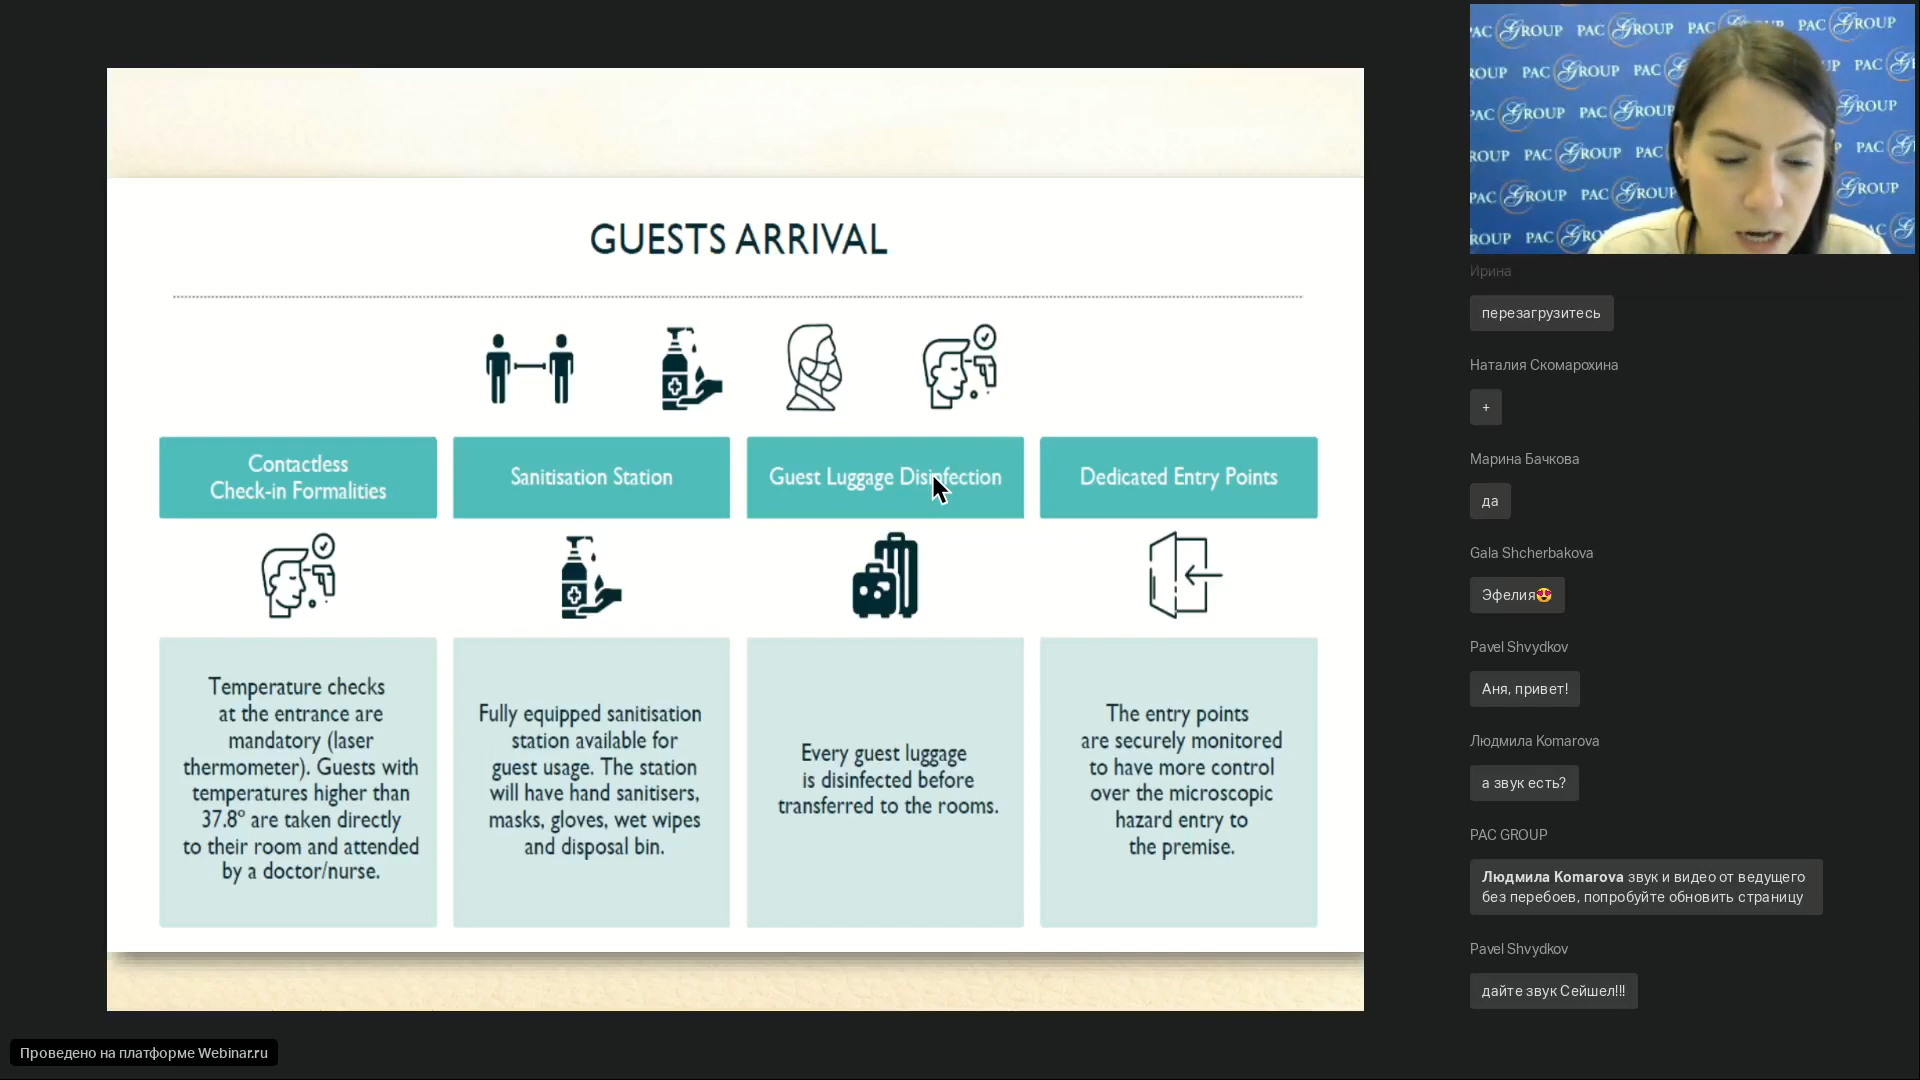 GUESTS ARRIVAL
Contactless
Check-in Formalities
Sanitisation Station
Guest Luggage Disinfection
Dedicated Entry Points
Temperature checks
at the entrance are
mandatory (laser
thermometer). Guests with
temperatures higher than
37.8° are taken directly
to their room and attended
by a doctor/nurse.
Fully equipped sanitisation
station available for
guest usage. The station
will have hand sanitisers,
masks, gloves, wet wipes
and disposal bin.
Every guest luggage
is disinfected before
transferred to the rooms.
The entry points
are securely monitored
to have more control
over the microscopic
hazard entry to
the premise.
PAC GROUP
Ирина
перезагрузитесь
Наталия Скомарохина
+
Марина Бачкова
да
Gala Shcherbakova
Эфелия😍
Pavel Shvydkov
Аня, привет!
Людмила Komarova
а звук есть?
PAC GROUP
Людмила Komarova звук и видео от ведущего
без перебоев, попробуйте обновить страницу
Pavel Shvydkov
дайте звук Сейшел!!!
Проведено на платформе Webinar.ru